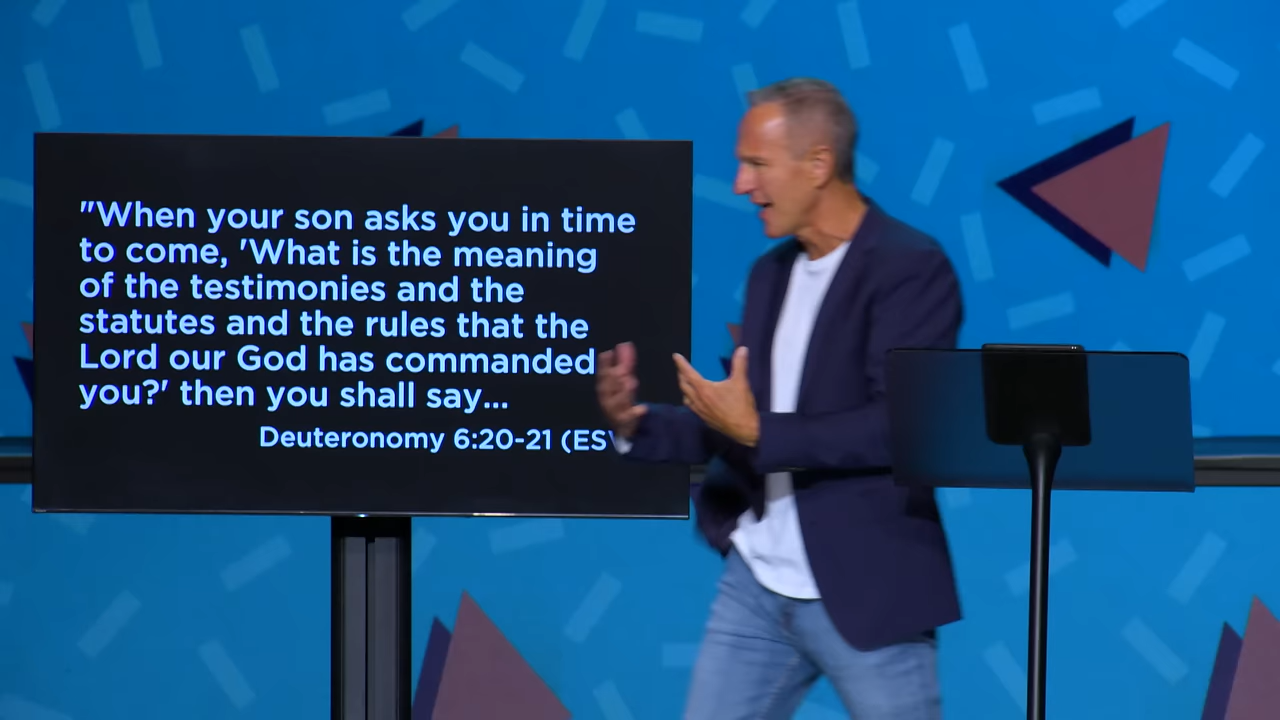 "When your son asks you in time
to come, 'What is the meaning
of the testimonies and the
statutes and the rules that the
Lord our God has commanded
you?' then you shall say...
Deuteronomy 6:20-21